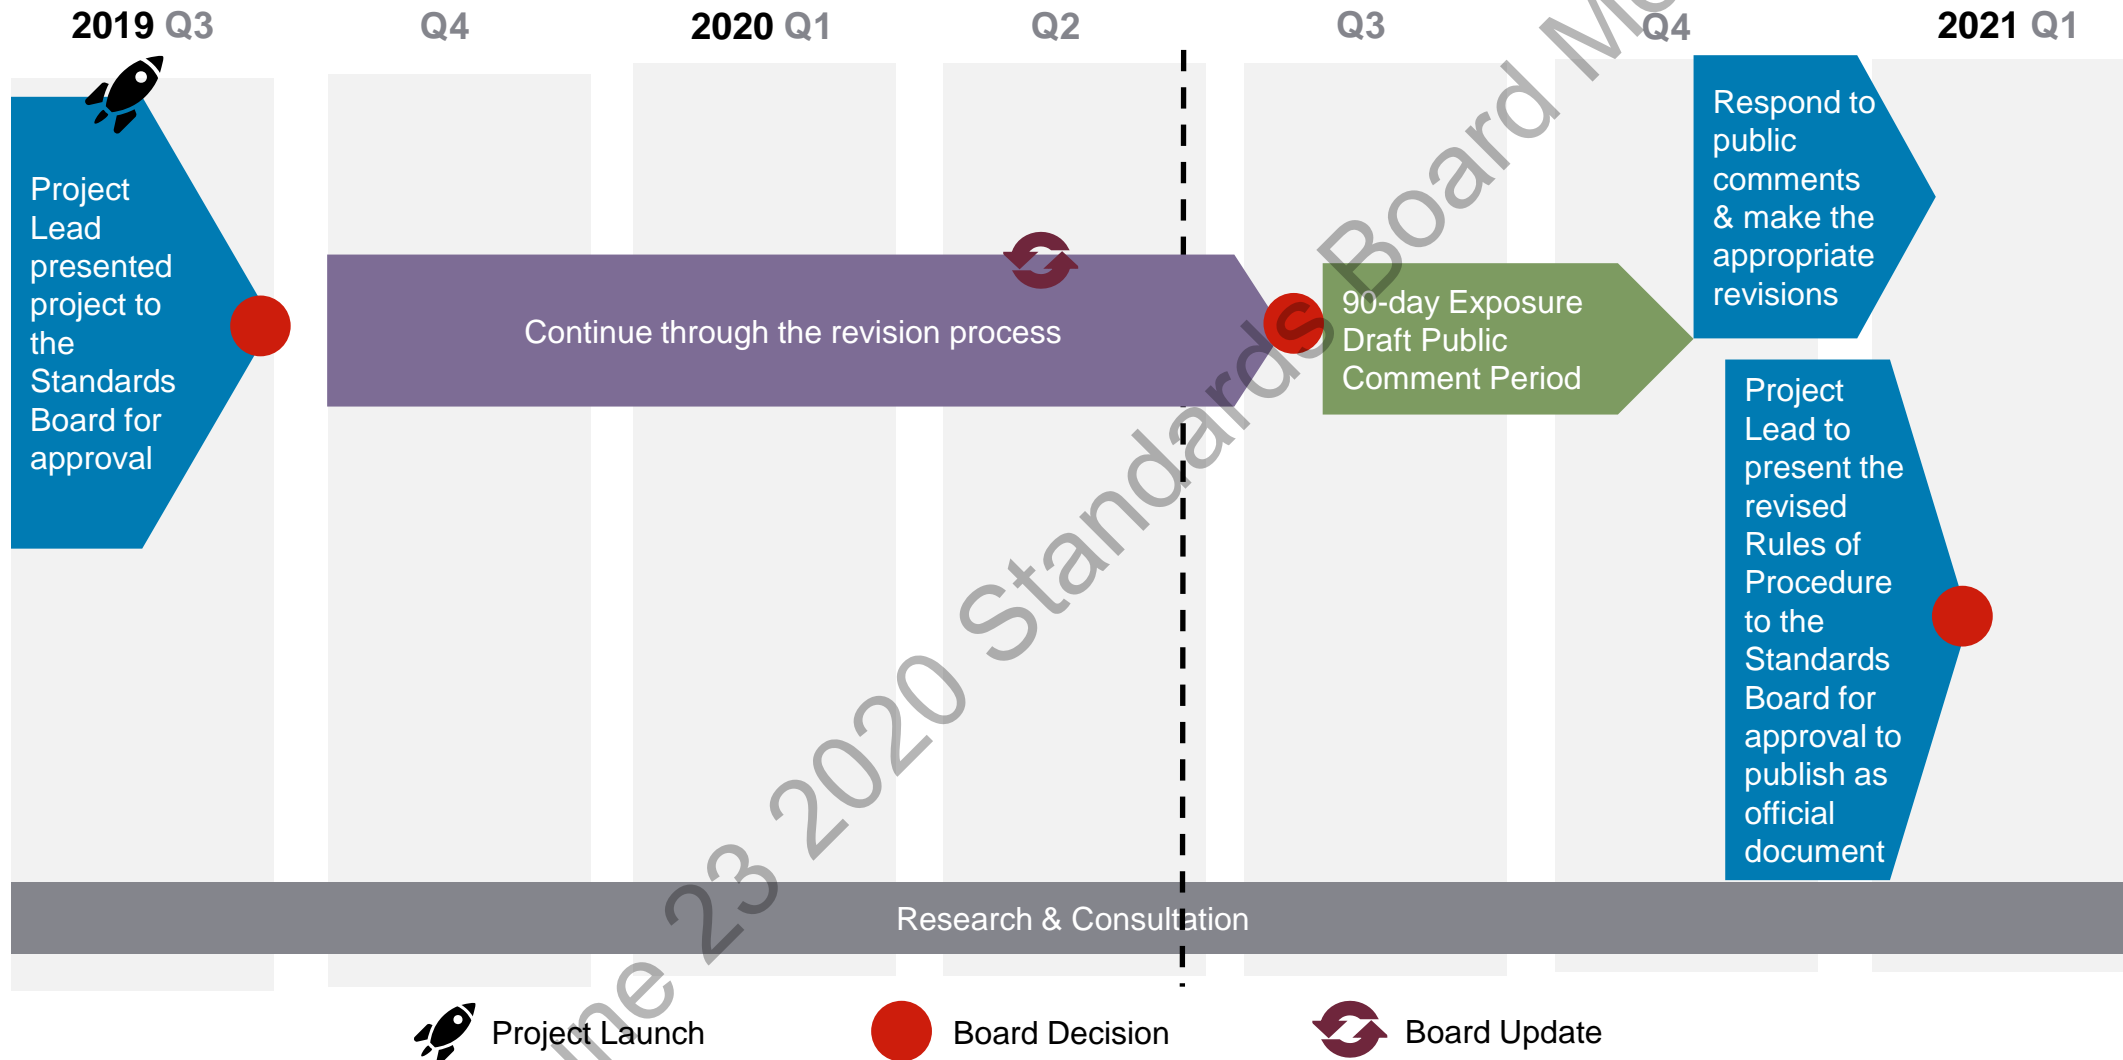 2019 Q3
Q4
2020 Q1
Q2
Q3
Q4
2021 Q1
Project
Lead
presented
project to
the
Standards
Board for
approval
Continue through the revision process
90-day Exposure
Draft Public
Comment Period
Respond to
public
comments
& make the
appropriate
revisions
Project
Lead to
present the
revised
Rules of
Procedure
to the
Standards
Board for
approval to
publish as
official
document
Research & Consultation
Project Launch
Board Decision
Board Update
23 2020 Standards Board